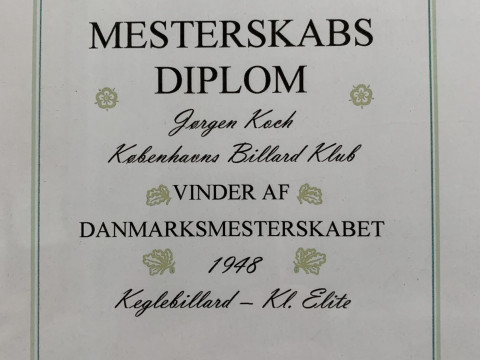 MESTERSKABS
DIPLOM
Jørgen Koch
Københavns Billard Klub
VINDER AF
DANMARKSMESTERSKABET
1948
Keglebillard – Kl. Elite